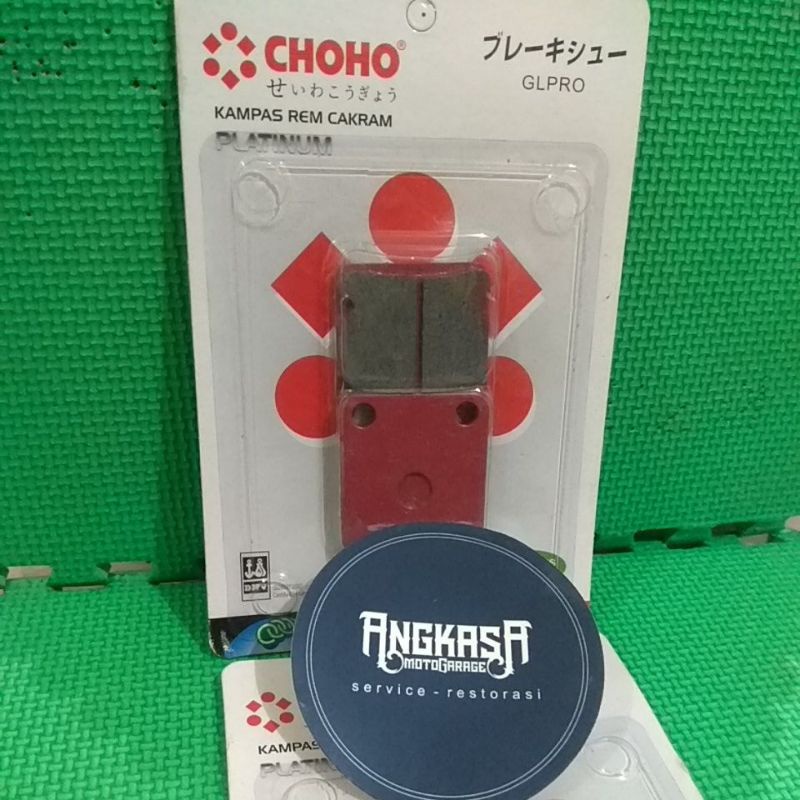 CHOHO®
せいわこうぎょう
KAMPAS REM CAKRAM
PLATINUM
ブレーキシュー
GLPRO
ANGKASA
MOTOGARAGE
service - restorasi
CHOHO
KAMPAS
PLATINUM